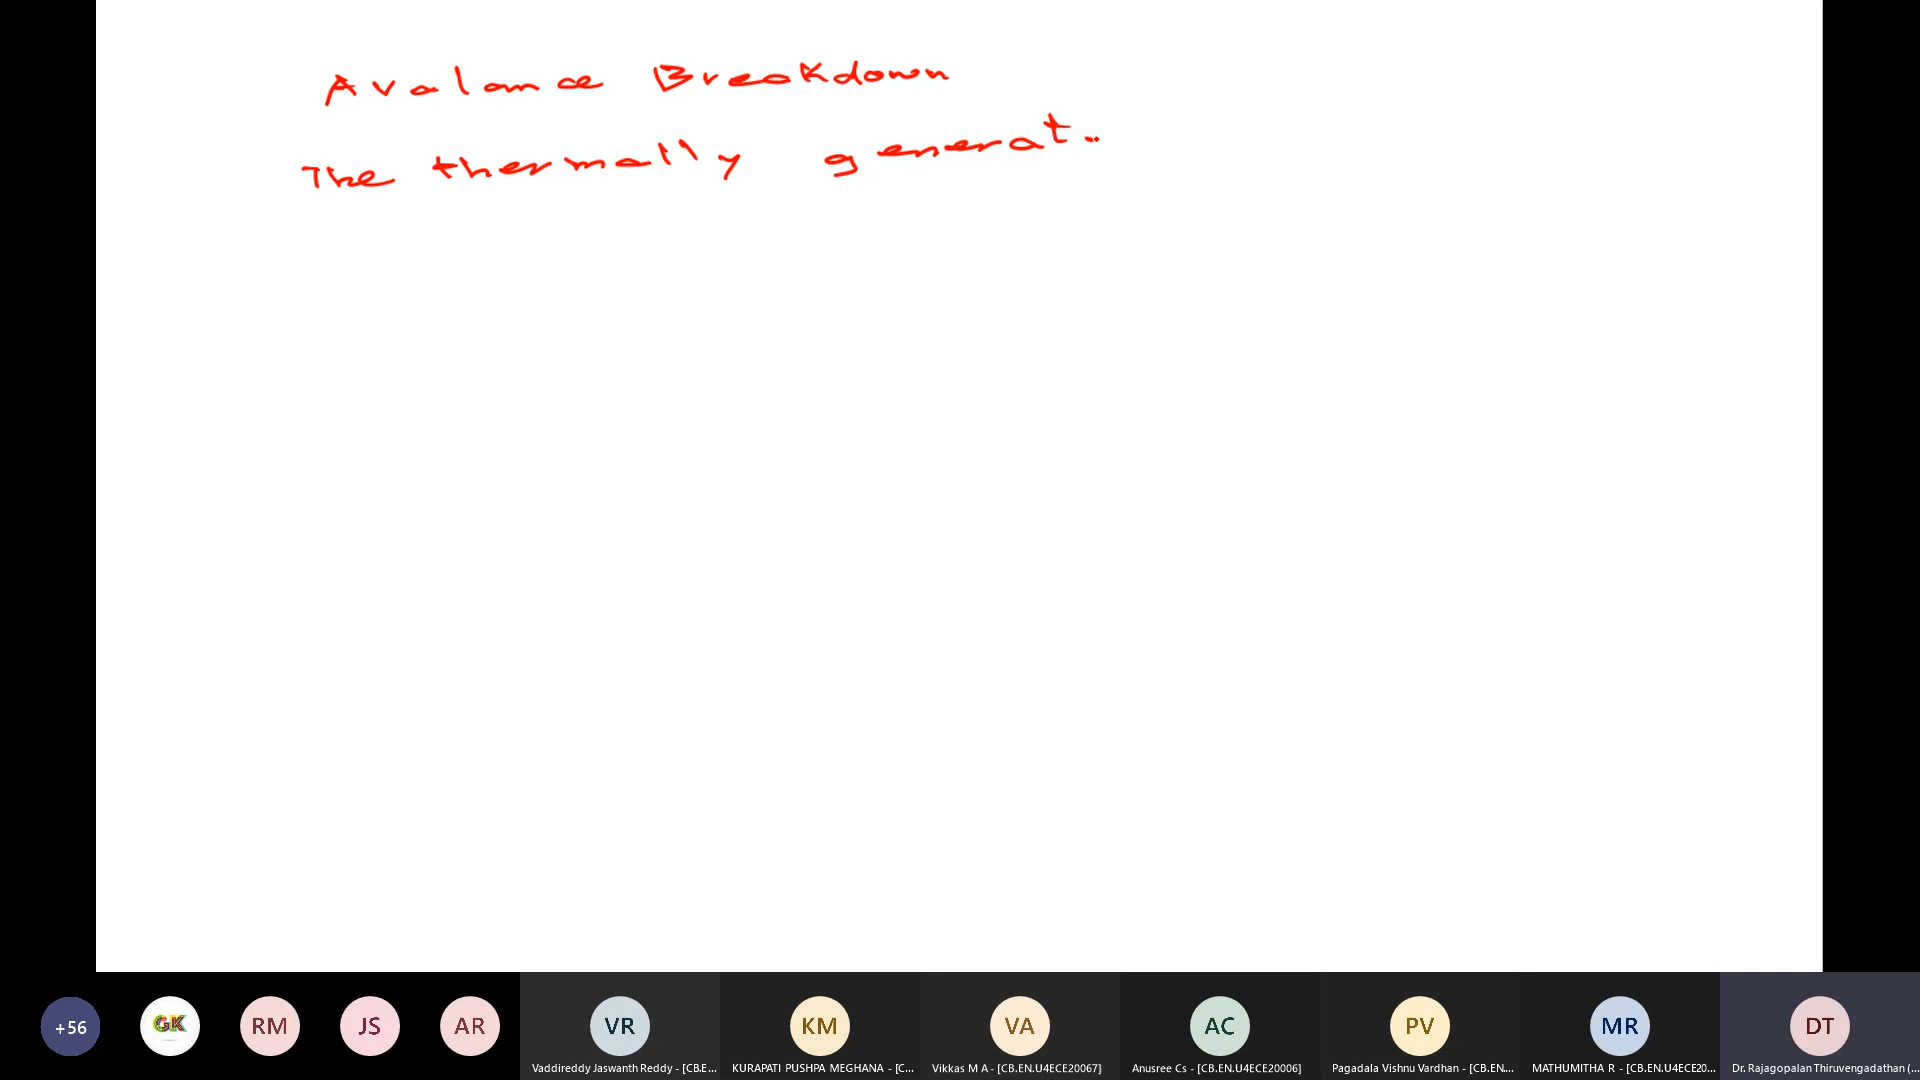 Avalance Breakdown
The thermally generat
+56
GK
RM
JS
AR
VR
KM
VA
AC
PV
MR
DT
Vaddireddy Jaswanth Reddy - [CB.E...
KURAPATI PUSHPA MEGHANA - [C...
Vikkas M A - [CB.EN.U4ECE20067]
Anusree Cs - [CB.EN.U4ECE20006]
Pagadala Vishnu Vardhan - [CB.EN....
MATHUMITHA R - [CB.EN.U4ECE20...
Dr. Rajagopalan Thiruvengadathan (...